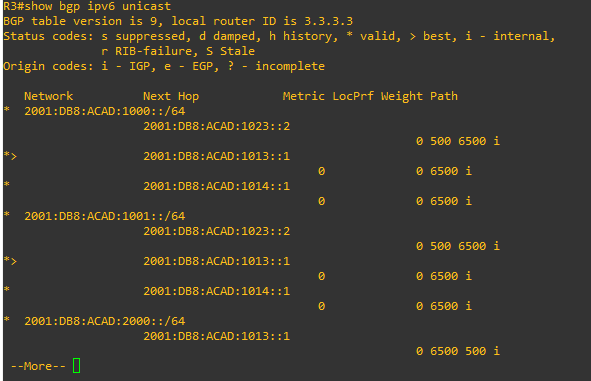 R3#show bgp ipv6 unicast
BGP table version is 9, local router ID is 3.3.3.3
Status codes: s suppressed, d damped, h history, * valid, > best, i - internal,
              r RIB-failure, S Stale
Origin codes: i - IGP, e - EGP, ? - incomplete

   Network          Next Hop            Metric LocPrf Weight Path
*  2001:DB8:ACAD:1000::/64
                    2001:DB8:ACAD:1023::2
                                                           0 500 6500 i
*>                  2001:DB8:ACAD:1013::1
                                             0             0 6500 i
*                   2001:DB8:ACAD:1014::1
                                             0             0 6500 i
*  2001:DB8:ACAD:1001::/64
                    2001:DB8:ACAD:1023::2
                                                           0 500 6500 i
*>                  2001:DB8:ACAD:1013::1
                                             0             0 6500 i
*                   2001:DB8:ACAD:1014::1
                                             0             0 6500 i
*  2001:DB8:ACAD:2000::/64
                    2001:DB8:ACAD:1013::1
                                                           0 6500 500 i
 --More--